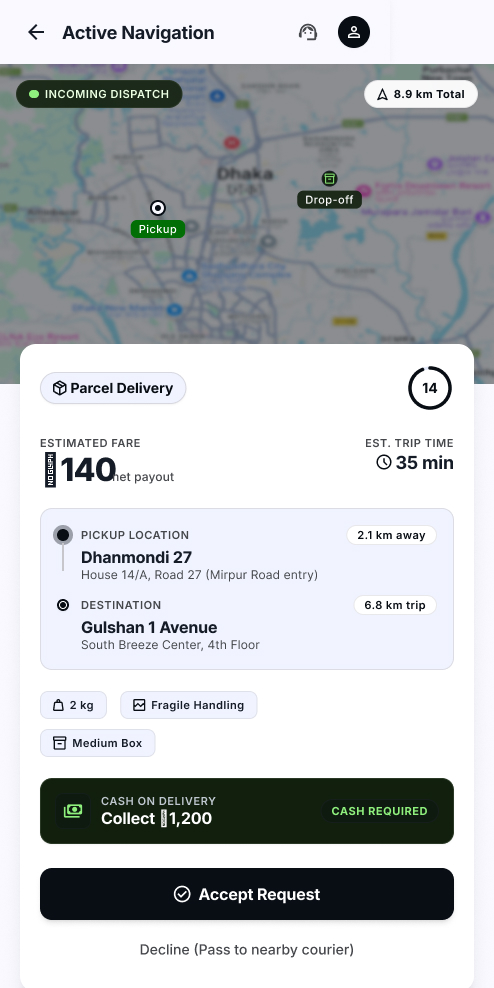 Active Navigation
INCOMING DISPATCH
8.9 km Total
Dhaka
Drop-off
Pickup
Parcel Delivery
14
ESTIMATED FARE
EST. TRIP TIME
140 net payout
35 min
PICKUP LOCATION
2.1 km away
Dhanmondi 27
House 14/A, Road 27 (Mirpur Road entry)
DESTINATION
6.8 km trip
Gulshan 1 Avenue
South Breeze Center, 4th Floor
2 kg
Fragile Handling
Medium Box
CASH ON DELIVERY
Collect 1,200
CASH REQUIRED
Accept Request
Decline (Pass to nearby courier)